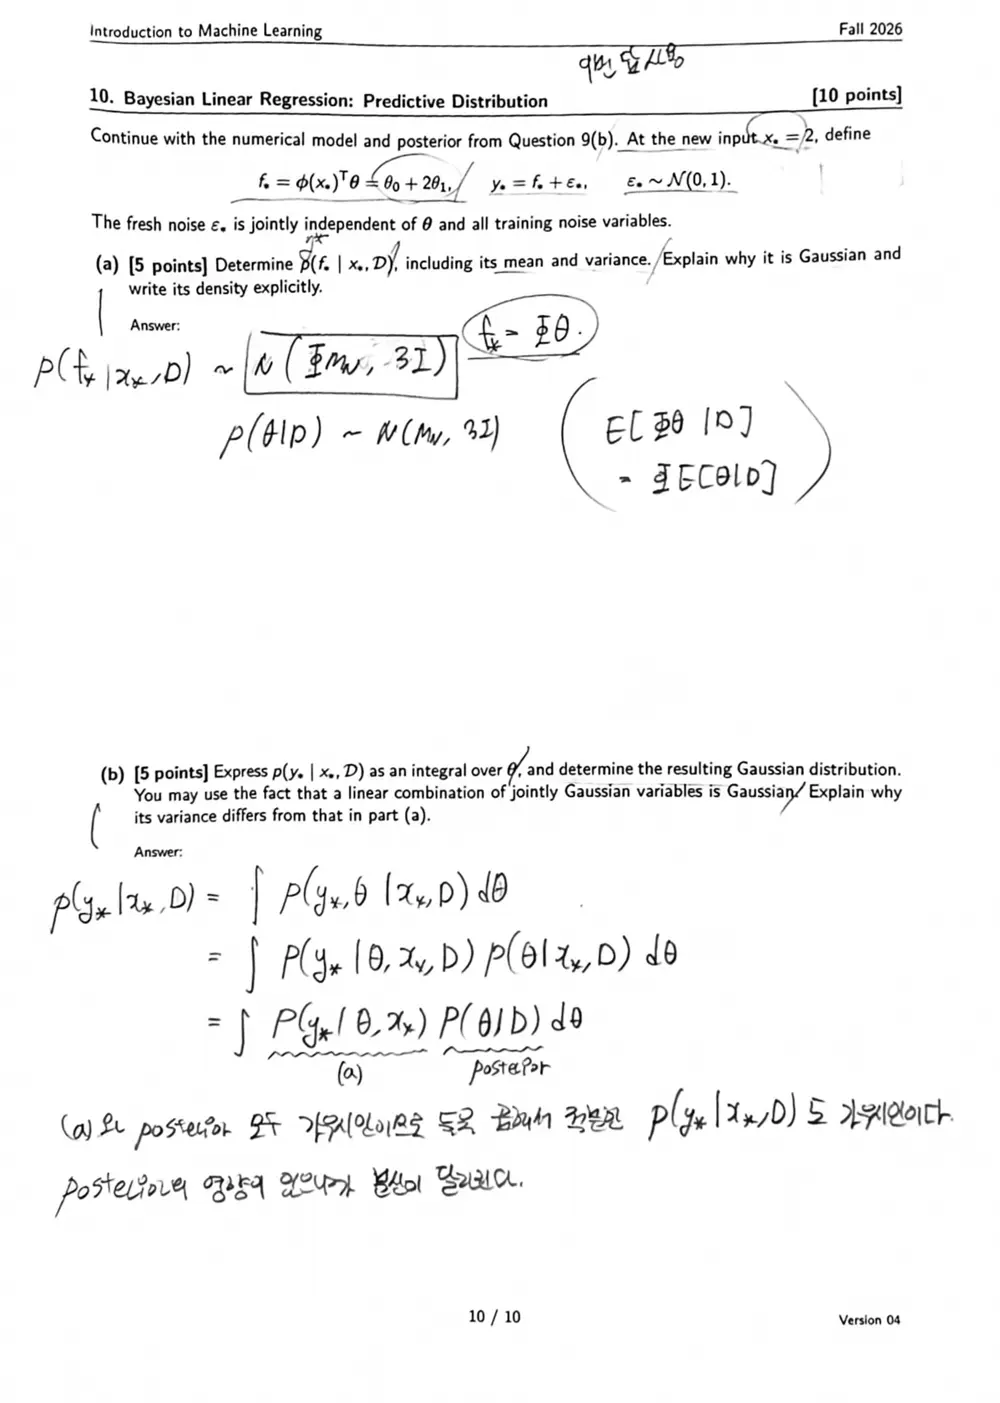 Introduction to Machine Learning Fall 2026
9번 답 사용
10. Bayesian Linear Regression: Predictive Distribution [10 points]
Continue with the numerical model and posterior from Question 9(b). At the new input x* = 2, define
f* = ϕ(x*)ᵀθ = θ₀ + 2θ₁, y* = f* + ε*, ε* ~ N(0, 1).
The fresh noise ε* is jointly independent of θ and all training noise variables.
(a) [5 points] Determine p(f* | x*, D), including its mean and variance. Explain why it is Gaussian and
write its density explicitly.
Answer:
f* = Φθ.
P(f* | x*, D) ~ N(ΦM_N, 3I)
P(θ|D) ~ N(M_N, 3I)
E[Φθ | D]
= ΦE[θ|D]
(b) [5 points] Express p(y* | x*, D) as an integral over θ, and determine the resulting Gaussian distribution.
You may use the fact that a linear combination of jointly Gaussian variables is Gaussian. Explain why
its variance differs from that in part (a).
Answer:
p(y* | x*, D) = ∫ P(y*, θ | x*, D) dθ
= ∫ P(y* | θ, x*, D) P(θ | x*, D) dθ
= ∫ P(y* | θ, x*) P(θ | D) dθ
(a) posterior
(a)와 posterior 모두 가우시안이므로 둘을 곱해서 적분한 p(y* | x*, D)도 가우시안이다.
posterior의 영향이 있으니까 분산이 달라진다.
10 / 10
Version 04